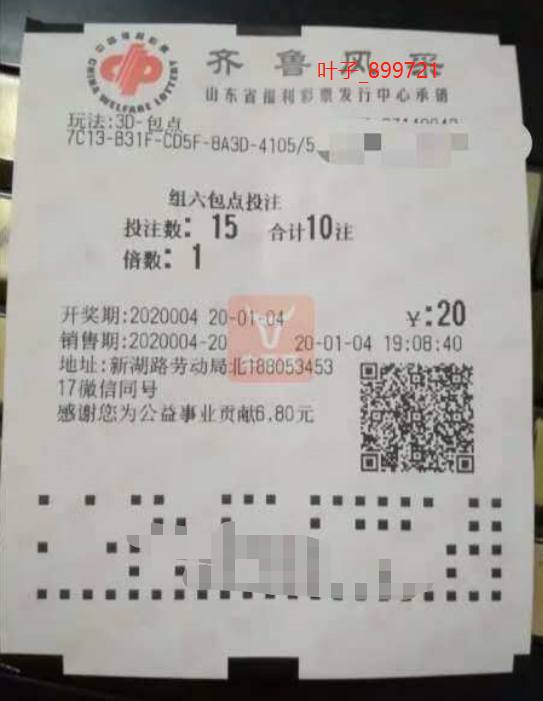 中国福利彩票
CHINA WELFARE LOTTERY
齐鲁风采
叶子_899721
山东省福利彩票发行中心承销
玩法:3D-包点
7C13-B31F-CD5F-8A3D-4105/5
组六包点投注
投注数: 15 合计10注
倍数: 1
开奖期:2020004 20-01-04 ¥:20
销售期:2020004-20 20-01-04 19:08:40
地址:新湖路劳动局北188053453
17微信同号
感谢您为公益事业贡献6.80元